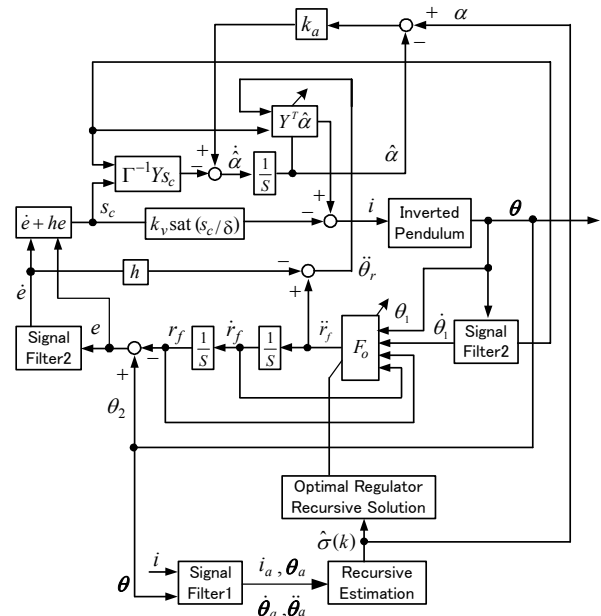 k_a
+ α
−
Y^T α̂
+
Γ^{-1}Ys_c
−
α̂̇
1/S
α̂
+
s_c
ė+he
k_v sat(s_c/δ)
−
i
Inverted
Pendulum
θ
h
−
θ̈_r
+
ė
e
Signal
Filter2
−
+
r_f
1/S
ṙ_f
1/S
r̈_f
F_o
θ_1
θ̇_1
Signal
Filter2
θ_2
Optimal Regulator
Recursive Solution
σ̂(k)
i
θ
Signal
Filter1
i_a , θ_a
θ̇_a , θ̈_a
Recursive
Estimation